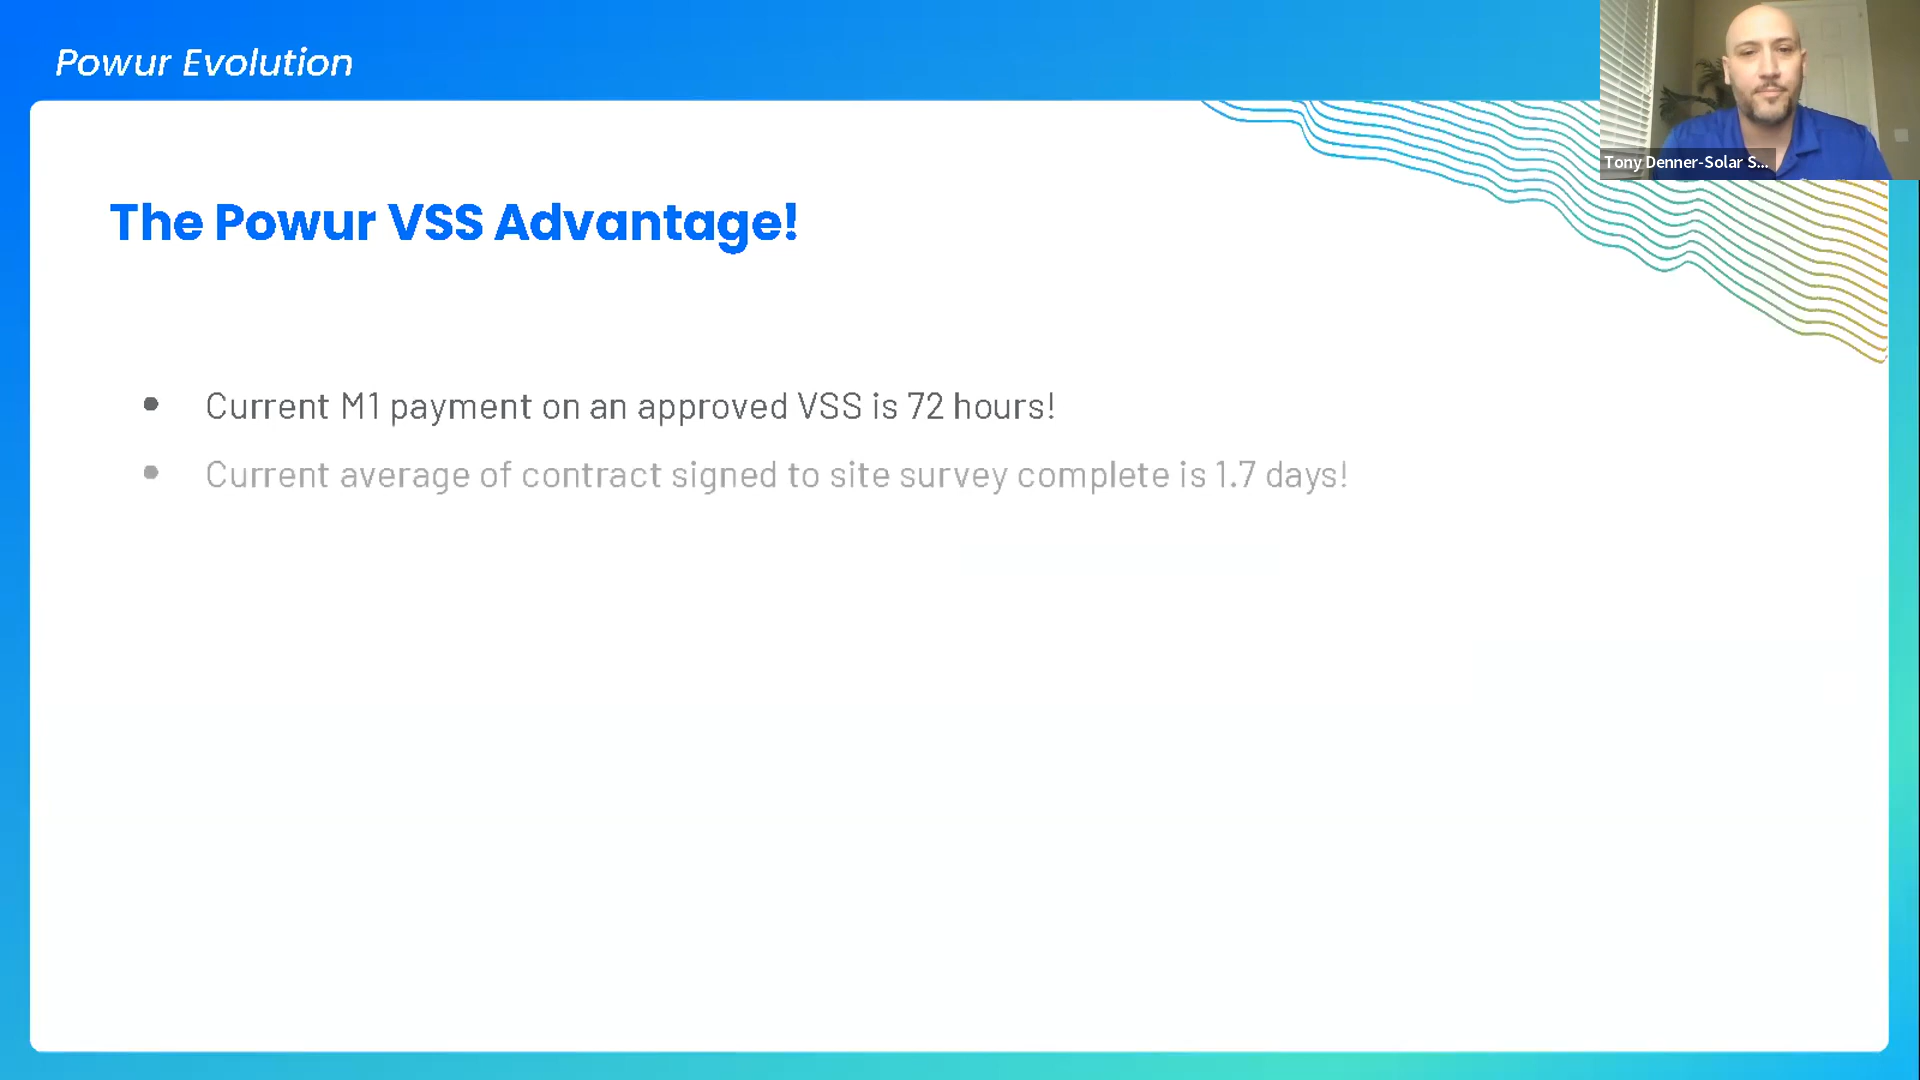 Powur Evolution
Tony Denner-Solar S...
The Powur VSS Advantage!
• Current M1 payment on an approved VSS is 72 hours!
• Current average of contract signed to site survey complete is 1.7 days!